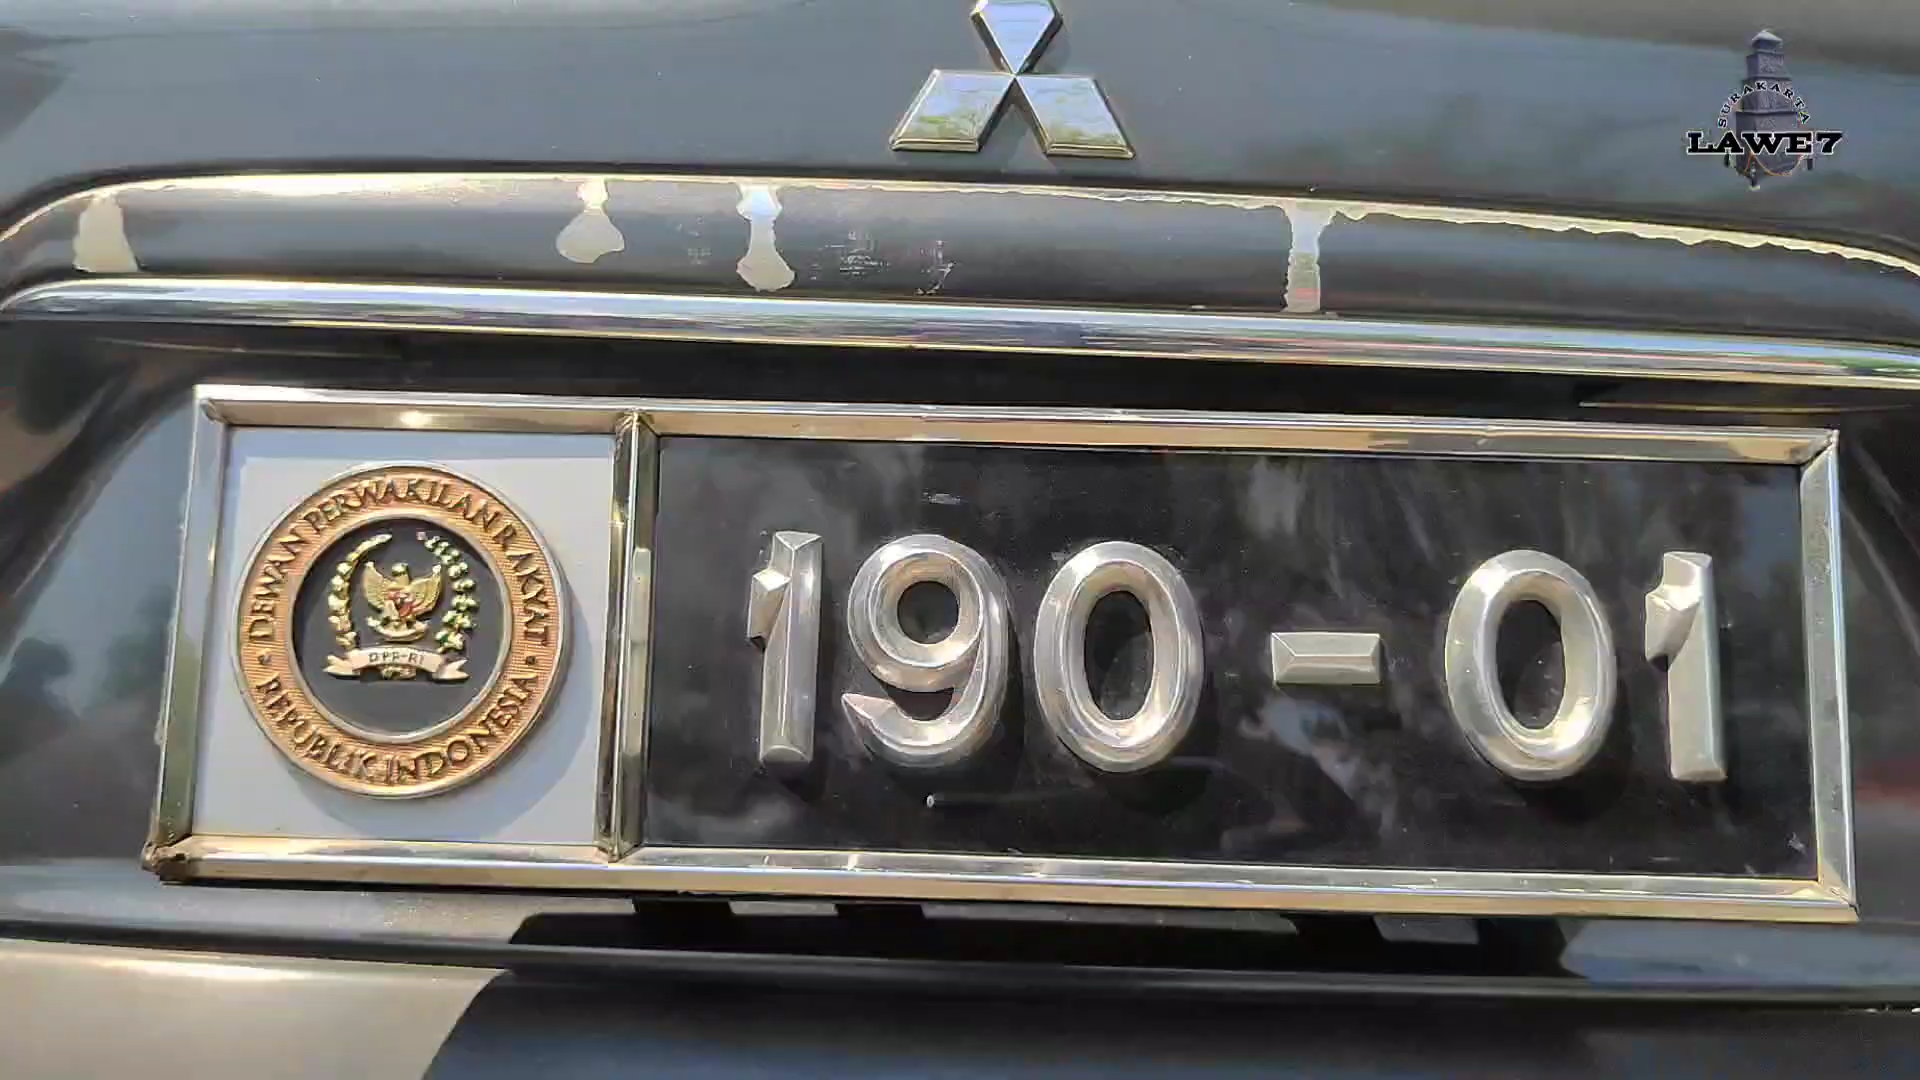 SURAKARTA
LAWE7
DEWAN PERWAKILAN RAKYAT
DPR-RI
REPUBLIK INDONESIA
190-01